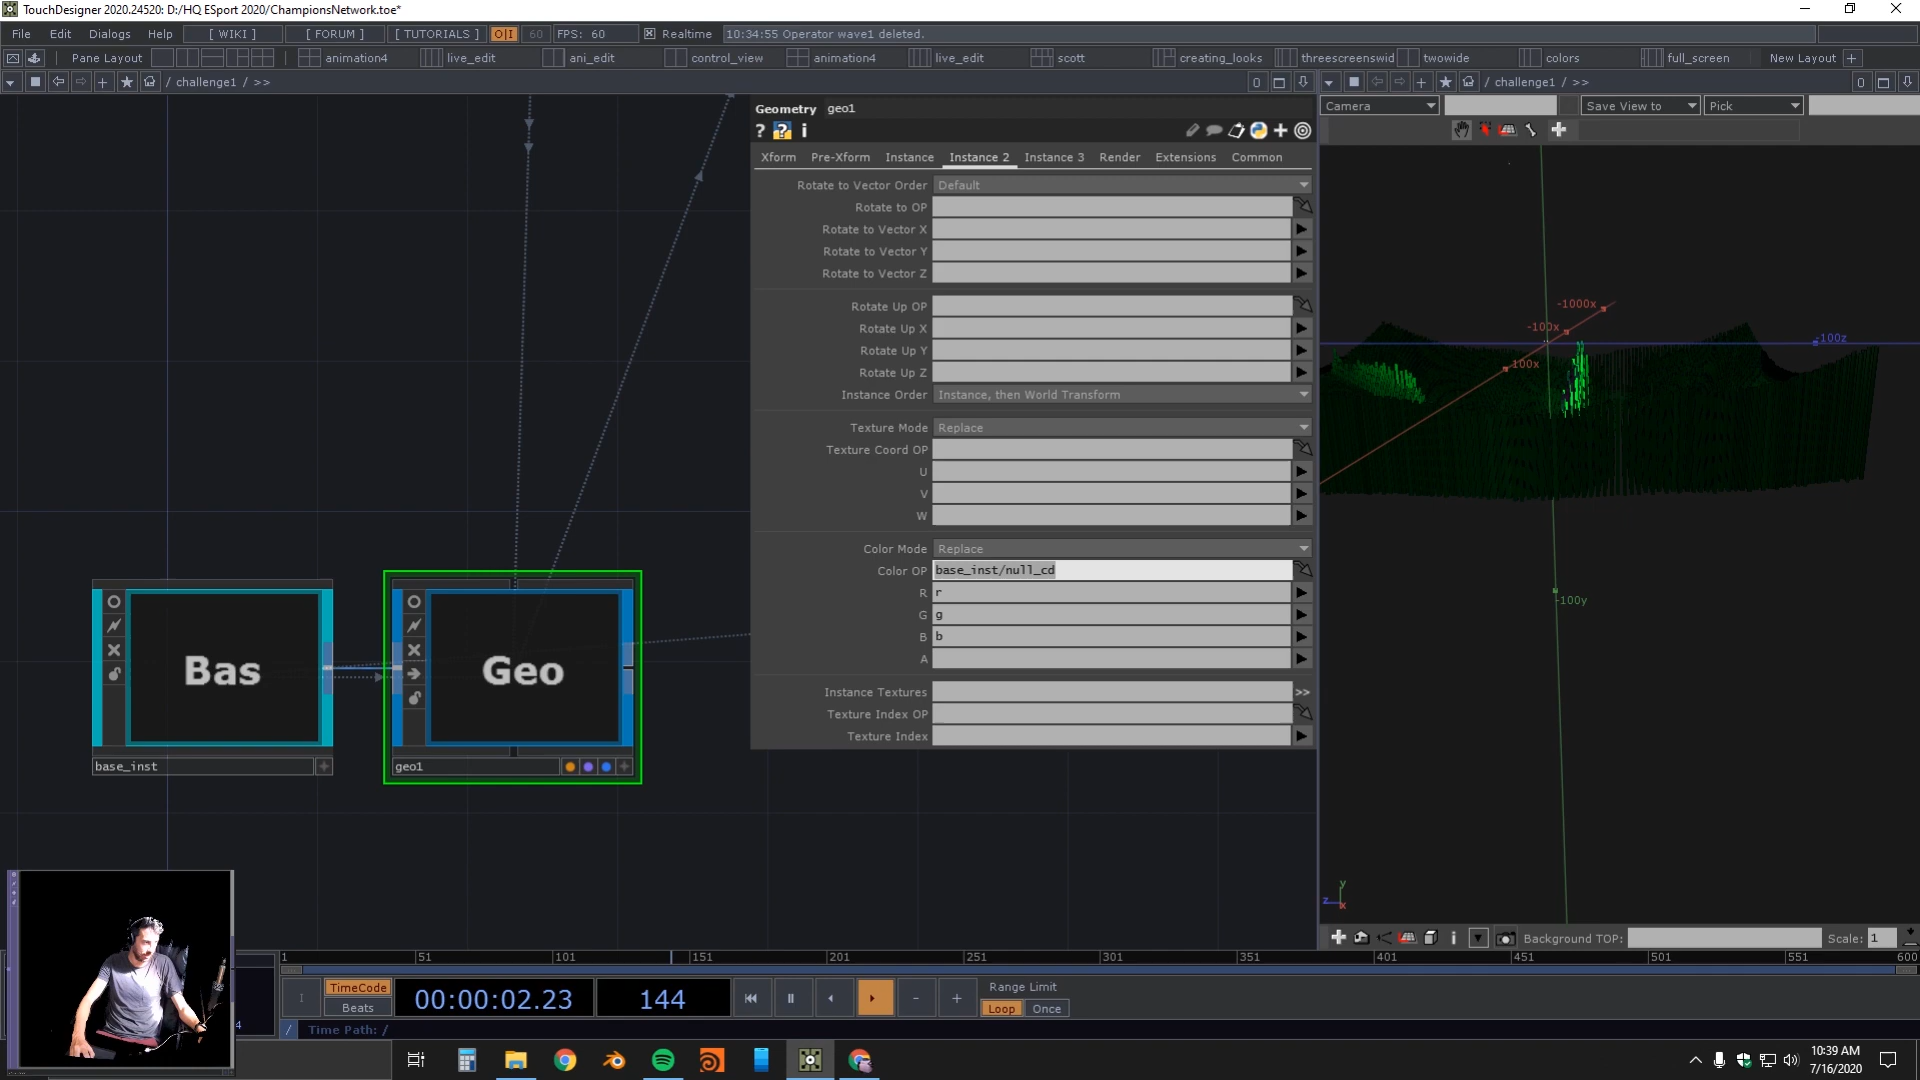 TouchDesigner 2020.24520: D:/HQ ESport 2020/ChampionsNetwork.toe*
File Edit Dialogs Help [ WIKI ] [ FORUM ] [ TUTORIALS ] O|I 60 FPS: 60 Realtime 10:34:55 Operator wave1 deleted.
Pane Layout animation4 live_edit ani_edit control_view animation4 live_edit scott creating_looks threescreenswid twowide colors full_screen New Layout +
/ challenge1 / >> 0
/ challenge1 / >> 0
Geometry geo1
? ? i
Xform Pre-Xform Instance Instance 2 Instance 3 Render Extensions Common
Rotate to Vector Order Default
Rotate to OP
Rotate to Vector X
Rotate to Vector Y
Rotate to Vector Z
Rotate Up OP
Rotate Up X
Rotate Up Y
Rotate Up Z
Instance Order Instance, then World Transform
Texture Mode Replace
Texture Coord OP
U
V
W
Color Mode Replace
Color OP base_inst/null_cd
R r
G g
B b
A
Instance Textures >>
Texture Index OP
Texture Index
Bas
base_inst
Geo
geo1
Camera Save View to Pick
-1000x
-100x
100x
-100z
-100y
y
z x
Background TOP: Scale: 1
1 51 101 151 201 251 301 351 401 451 501 551 600
I TimeCode Beats 00:00:02.23 144 - + Range Limit Loop Once
4
/ Time Path: /
10:39 AM
7/16/2020